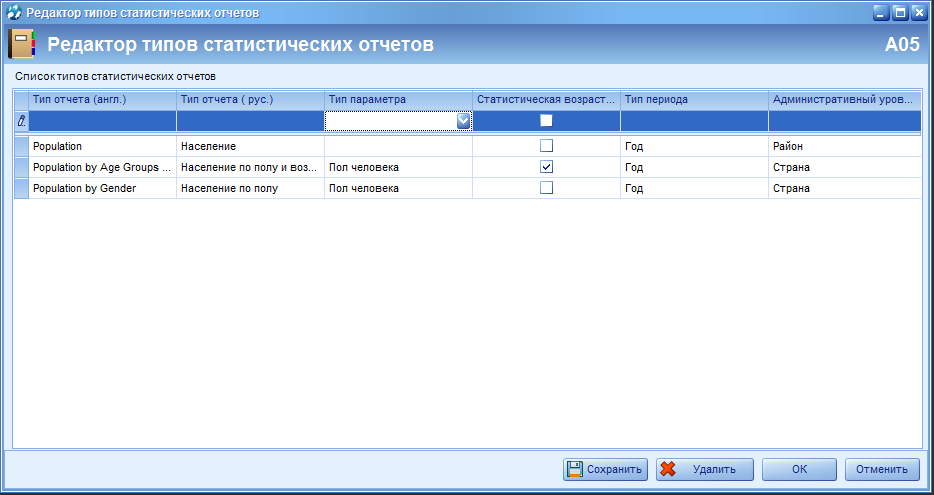 Редактор типов статистических отчетов
Редактор типов статистических отчетов A05
Список типов статистических отчетов
Тип отчета (англ.) Тип отчета ( рус.) Тип параметра Статистическая возраст... Тип периода Административный уров...
Population Население Год Район
Population by Age Groups ... Население по полу и воз... Пол человека Год Страна
Population by Gender Население по полу Пол человека Год Страна
Сохранить Удалить OK Отменить